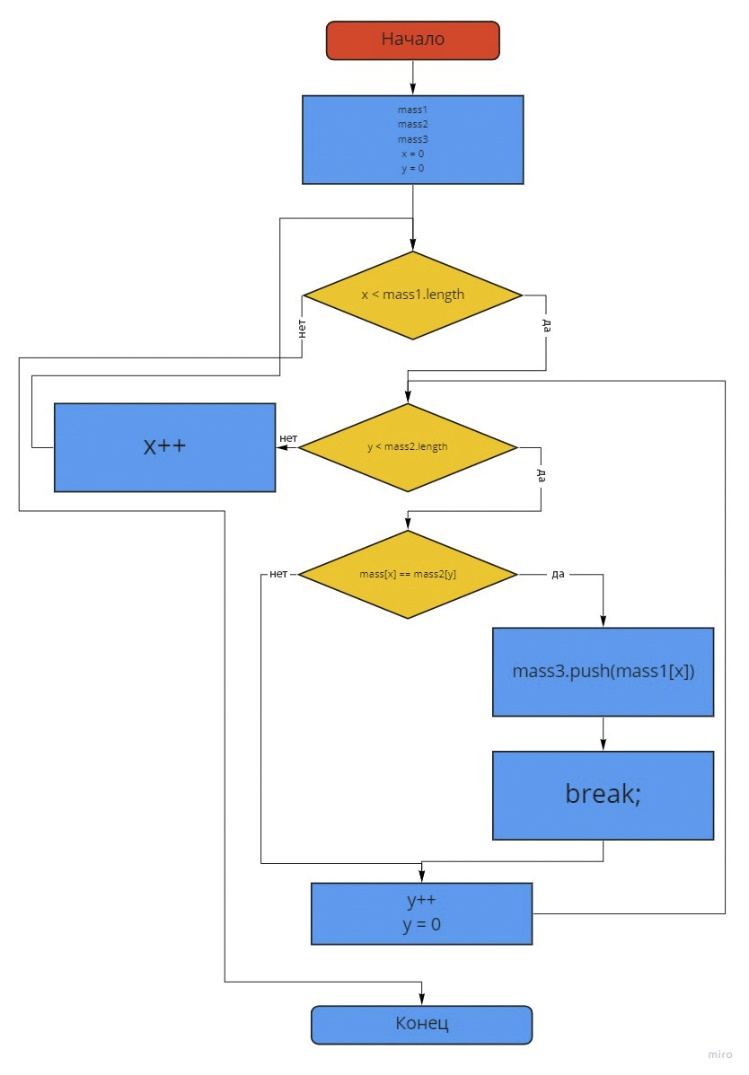 Начало
mass1
mass2
mass3
x = 0
y = 0
x < mass1.length
нет
да
x++
нет
y < mass2.length
да
нет
mass[x] == mass2[y]
да
mass3.push(mass1[x])
break;
y++
y = 0
Конец
miro